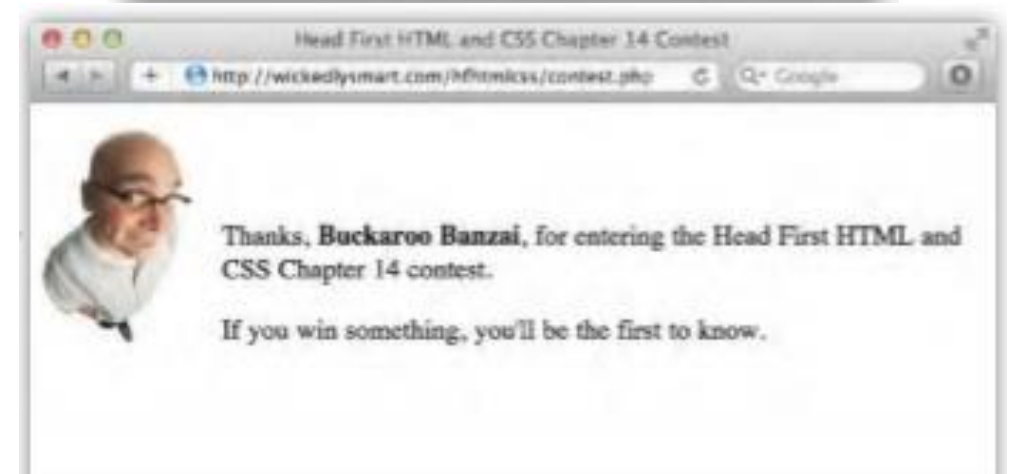 Head First HTML and CSS Chapter 14 Contest
http://wickedlysmart.com/hfhtmlcss/contest.php
Google
Thanks, Buckaroo Banzai, for entering the Head First HTML and
CSS Chapter 14 contest.
If you win something, you'll be the first to know.